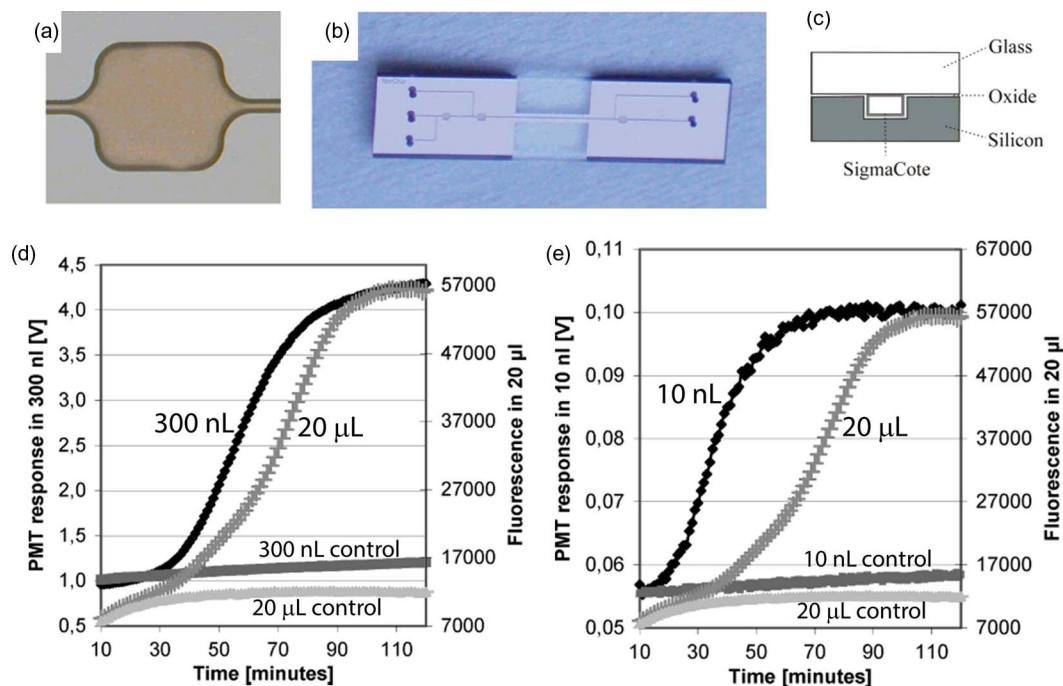 (a)
(b)
(c)
Glass
Oxide
Silicon
SigmaCote
(d)
PMT response in 300 nl [V]
4,5
4,0
3,5
3,0
2,5
2,0
1,5
1,0
0,5
300 nL
20 µL
300 nL control
20 µL control
57000
47000
37000
27000
17000
7000
Fluorescence in 20 µl
10 30 50 70 90 110
Time [minutes]
(e)
PMT response in 10 nl [V]
0,11
0,10
0,09
0,08
0,07
0,06
0,05
10 nL
20 µL
10 nL control
20 µL control
67000
57000
47000
37000
27000
17000
7000
Fluorescence in 20 µl
10 30 50 70 90 110
Time [minutes]